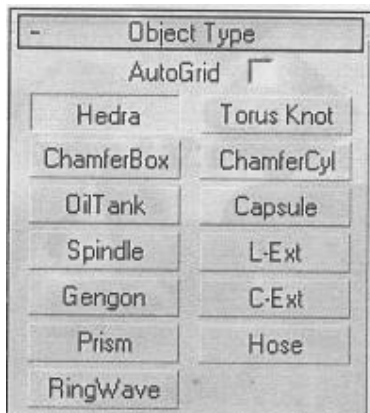 - Object Type
AutoGrid
Hedra Torus Knot
ChamferBox ChamferCyl
OilTank Capsule
Spindle L-Ext
Gengon C-Ext
Prism Hose
RingWave